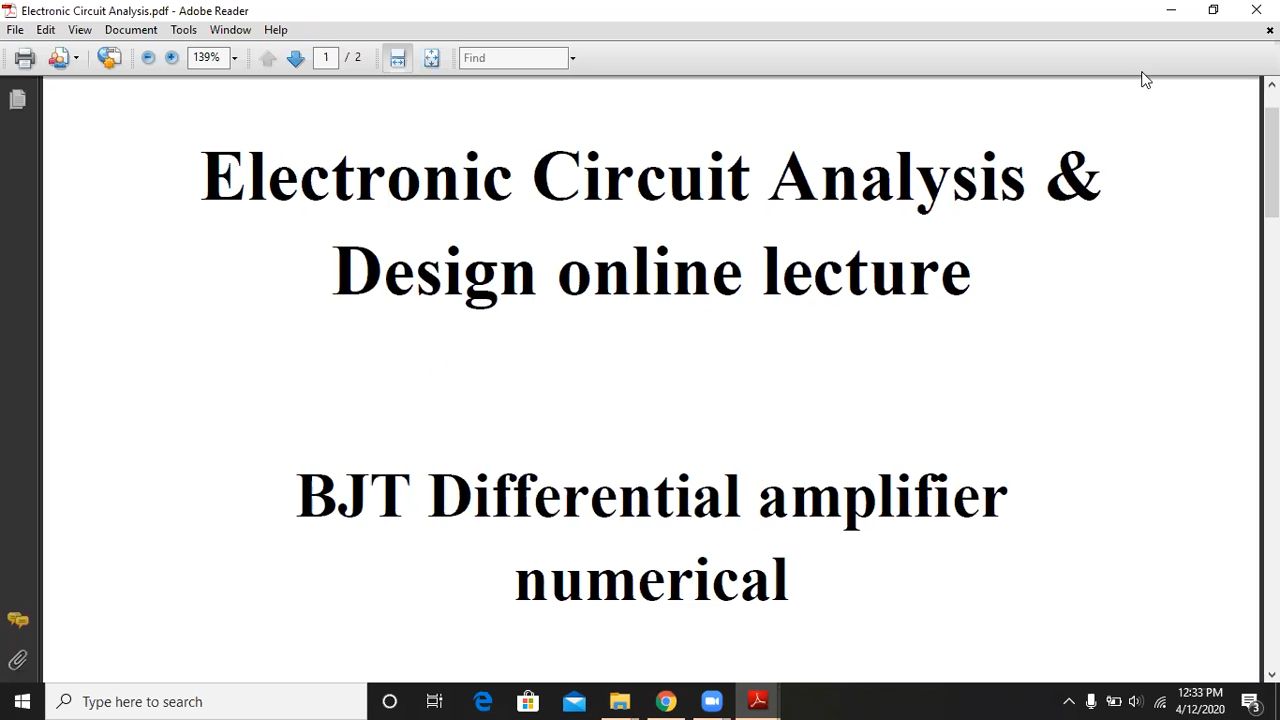 Electronic Circuit Analysis.pdf - Adobe Reader
File Edit View Document Tools Window Help
139% 1 / 2 Find
Electronic Circuit Analysis &
Design online lecture
BJT Differential amplifier
numerical
Type here to search
12:33 PM
4/12/2020
3